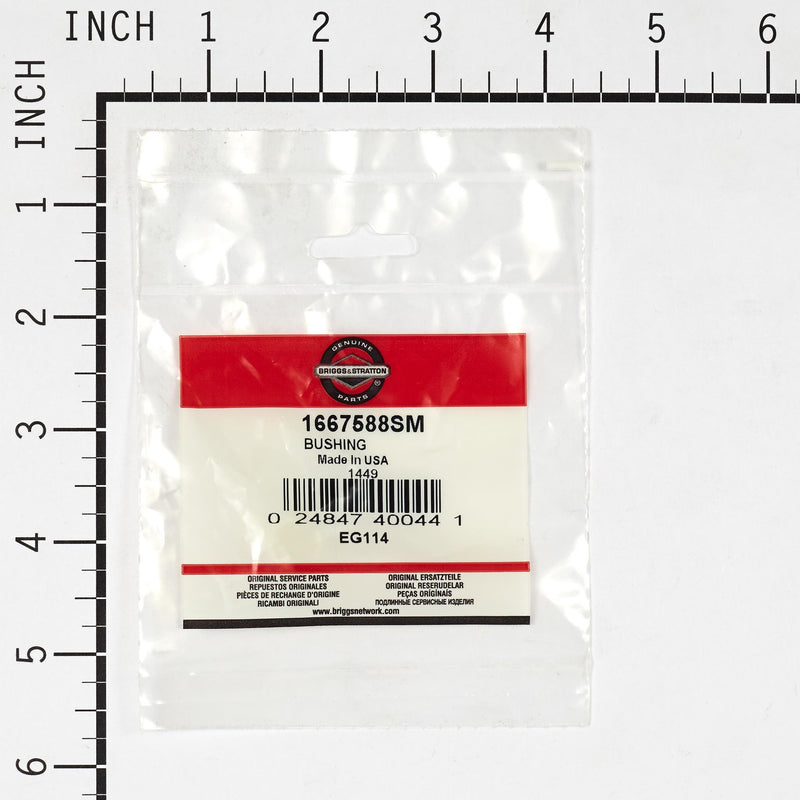 INCH 1 2 3 4 5 6
INCH
1
2
3
4
5
6
GENUINE
BRIGGS & STRATTON
®
PARTS
1667588SM
BUSHING
Made In USA
1449
0 24847 40044 1
EG114
ORIGINAL SERVICE PARTS ORIGINAL ERSATZTEILE
REPUESTOS ORIGINALES ORIGINAL RESERUDELAR
PIÈCES DE RECHANGE D'ORIGINE PEÇAS ORIGÍNAIS
RICAMBI ORIGINALI ПОДЛИННЫЕ СЕРВИСНЫЕ ИЗДЕЛИЯ
www.briggsnetwork.com